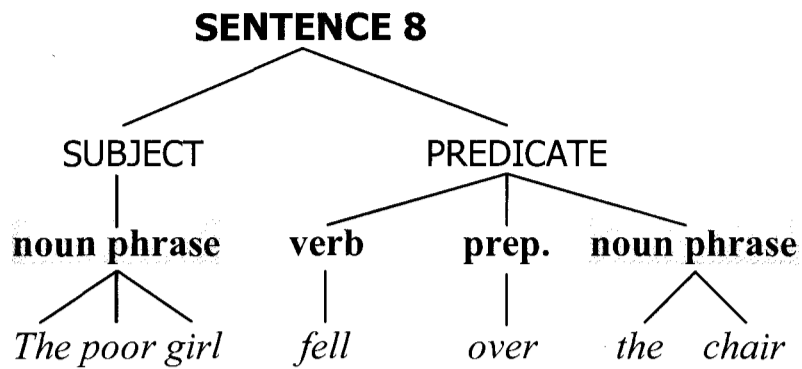 SENTENCE 8
SUBJECT PREDICATE
noun phrase verb prep. noun phrase
The poor girl fell over the chair